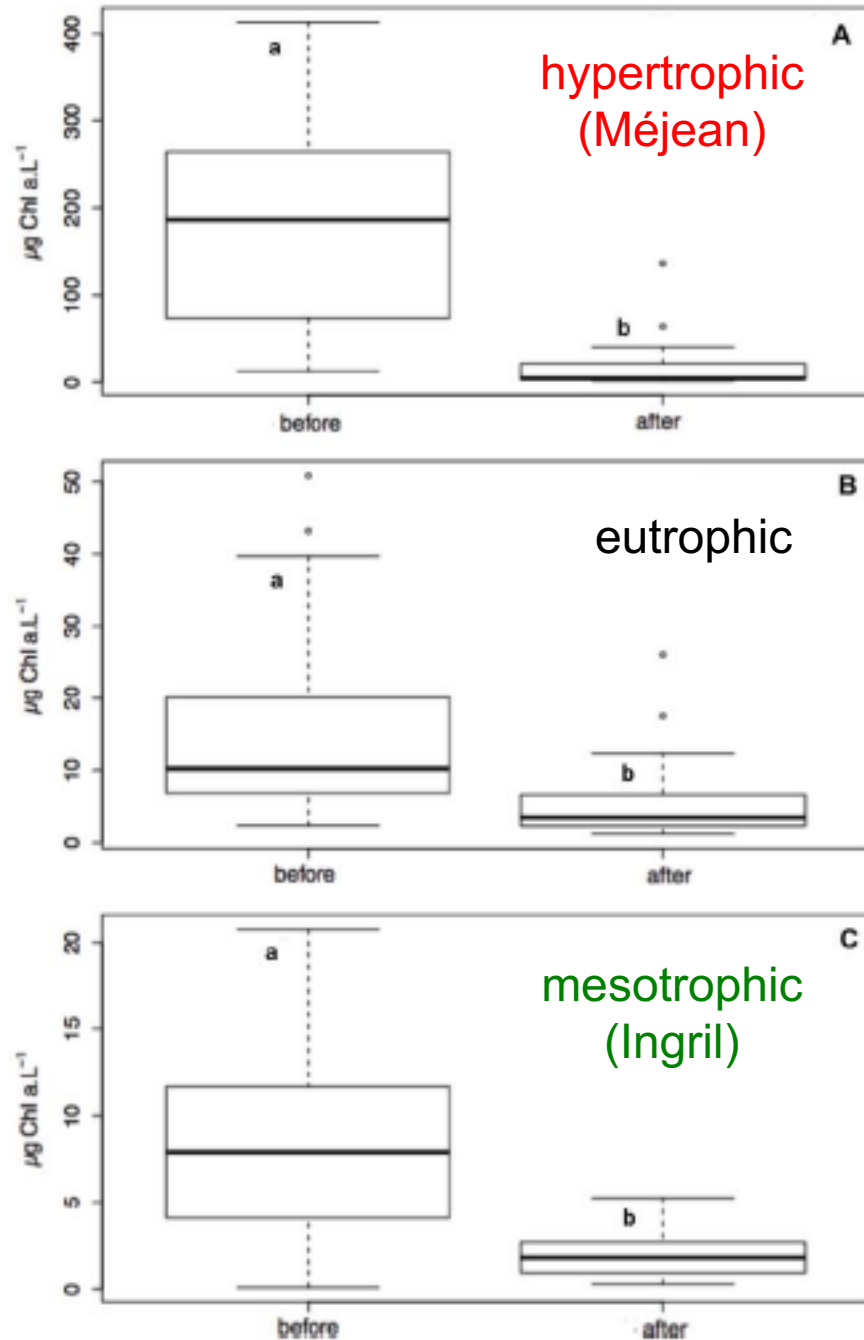 A
hypertrophic
(Méjean)
a
b
µg Chl a.L⁻¹
400
300
200
100
0
before after
B
eutrophic
a
b
µg Chl a.L⁻¹
50
40
30
20
10
0
before after
C
mesotrophic
(Ingril)
a
b
µg Chl a.L⁻¹
20
15
10
5
0
before after